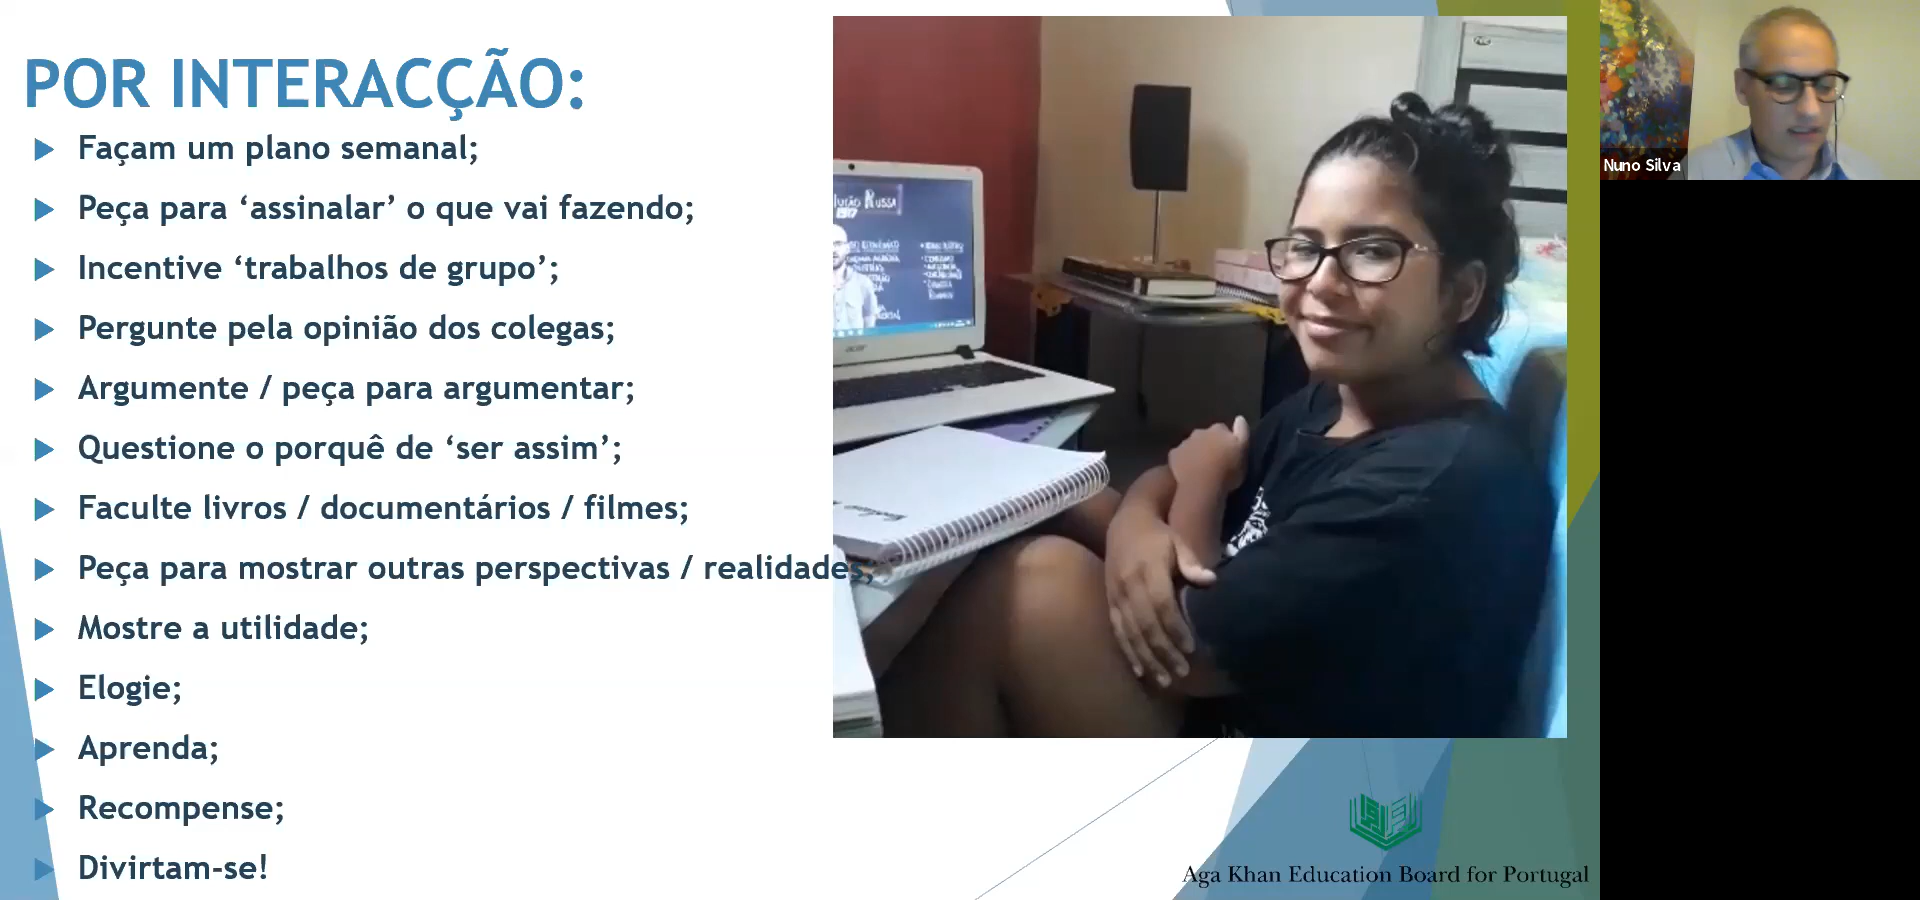 POR INTERACÇÃO:
Façam um plano semanal;
Peça para ‘assinalar’ o que vai fazendo;
Incentive ‘trabalhos de grupo’;
Pergunte pela opinião dos colegas;
Argumente / peça para argumentar;
Questione o porquê de ‘ser assim’;
Faculte livros / documentários / filmes;
Peça para mostrar outras perspectivas / realidades;
Mostre a utilidade;
Elogie;
Aprenda;
Recompense;
Divirtam-se!
RUSSA
acer
Aga Khan Education Board for Portugal
Nuno Silva